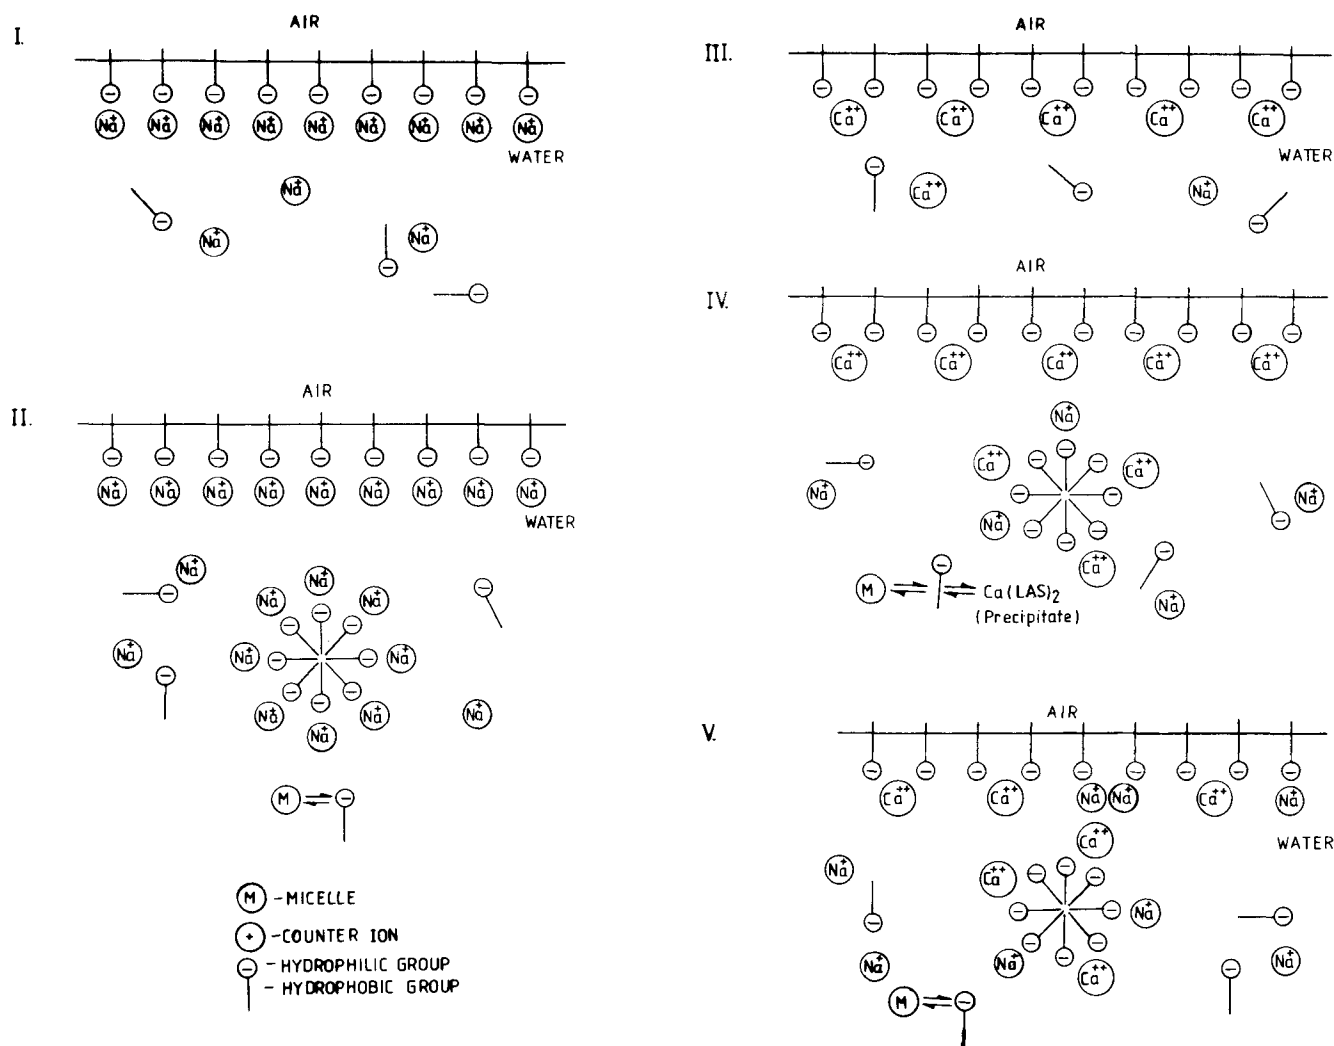 I.
AIR
⊖ ⊖ ⊖ ⊖ ⊖ ⊖ ⊖ ⊖ ⊖
Na+ Na+ Na+ Na+ Na+ Na+ Na+ Na+ Na+
WATER
Na+
⊖
Na+ Na+
⊖
⊖
II.
AIR
⊖ ⊖ ⊖ ⊖ ⊖ ⊖ ⊖ ⊖ ⊖
Na+ Na+ Na+ Na+ Na+ Na+ Na+ Na+ Na+
WATER
Na+
Na+
Na+ Na+
Na+ Na+ Na+
Na+ Na+ Na+
Na+
M ⇌ ⊖
M - MICELLE
+ - COUNTER ION
⊖ - HYDROPHILIC GROUP
- HYDROPHOBIC GROUP
III.
AIR
⊖ ⊖ ⊖ ⊖ ⊖ ⊖ ⊖ ⊖ ⊖ ⊖
Ca++ Ca++ Ca++ Ca++ Ca++
WATER
Ca++ Na+
IV.
AIR
⊖ ⊖ ⊖ ⊖ ⊖ ⊖ ⊖ ⊖ ⊖ ⊖
Ca++ Ca++ Ca++ Ca++ Ca++
Na+
Ca++ Ca++
Na+ Na+
Na+
Ca++
M ⇌ ⊖ ⇌ Ca(LAS)2
(Precipitate)
Na+
V.
AIR
⊖ ⊖ ⊖ ⊖ ⊖ ⊖ ⊖ ⊖ ⊖
Ca++ Ca++ Na+ Na+ Ca++ Na+
Ca++
WATER
Na+
Ca++
Na+
Na+ Na+ Na+
Ca++
M ⇌ ⊖